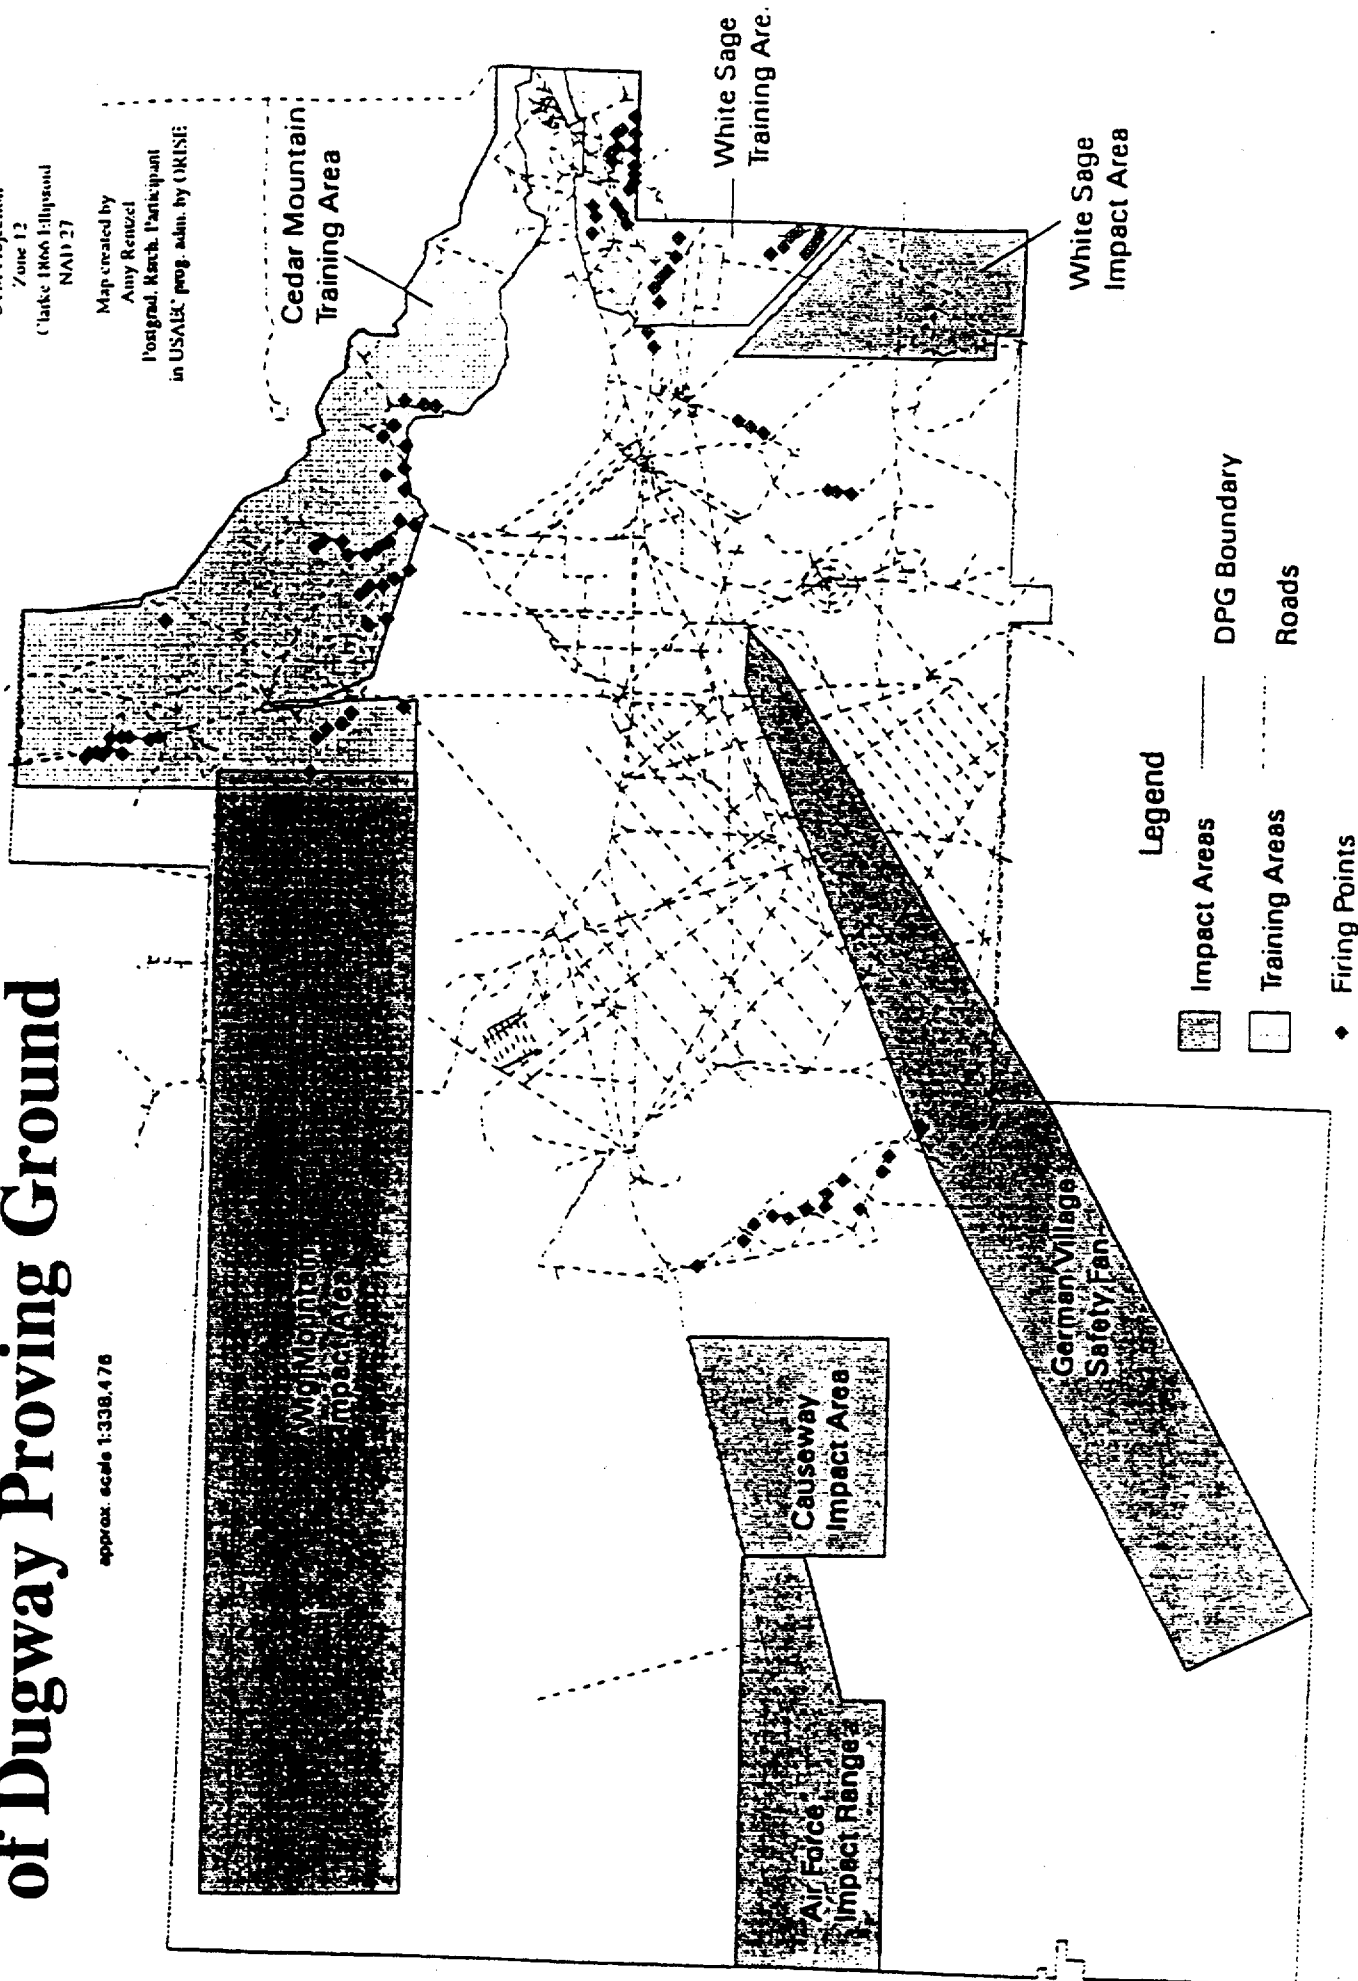 of Dugway Proving Ground
approx. scale 1:338,476
Zone 12
Clarke 1866 Ellipsoid
NAD 27
Map created by
Amy Rentzel
Postgrad. Rsrch. Participant
in USAEC prog. adm. by ORISE
Cedar Mountain
Training Area
White Sage
Training Are.
White Sage
Impact Area
Wig Mountain
Impact Area
Causeway
Impact Area
Air Force
Impact Range
German Village
Safety Fan
Legend
Impact Areas
DPG Boundary
Training Areas
Roads
Firing Points